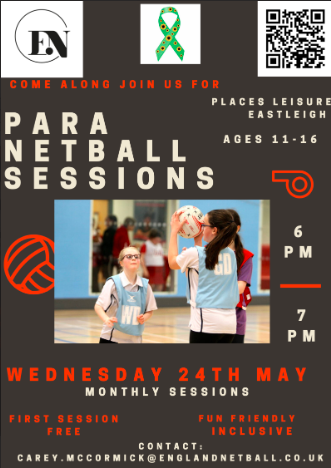 EN
COME ALONG JOIN US FOR
PLACES LEISURE
EASTLEIGH
PARA
NETBALL
SESSIONS
AGES 11-16
GD
6
PM
7
PM
WEDNESDAY 24TH MAY
MONTHLY SESSIONS
FIRST SESSION
FREE
FUN FRIENDLY
INCLUSIVE
CONTACT:
CAREY.MCCORMICK@ENGLANDNETBALL.CO.UK